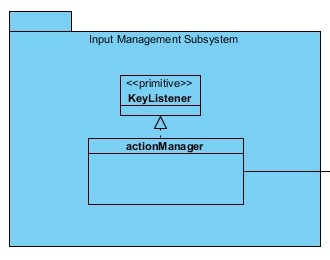 Input Management Subsystem
<<primitive>>
KeyListener
actionManager